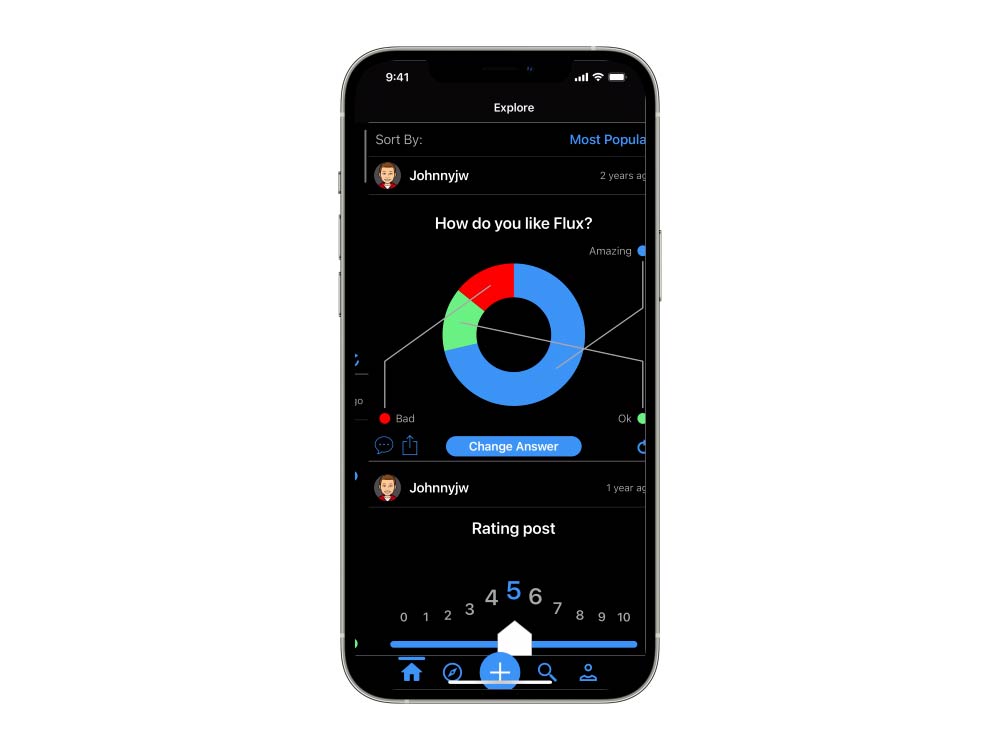 9:41
Explore
Sort By: Most Popula
Johnnyjw 2 years ag
How do you like Flux?
Amazing
go
Bad Ok
Change Answer
Johnnyjw 1 year ag
Rating post
0 1 2 3 4 5 6 7 8 9 10